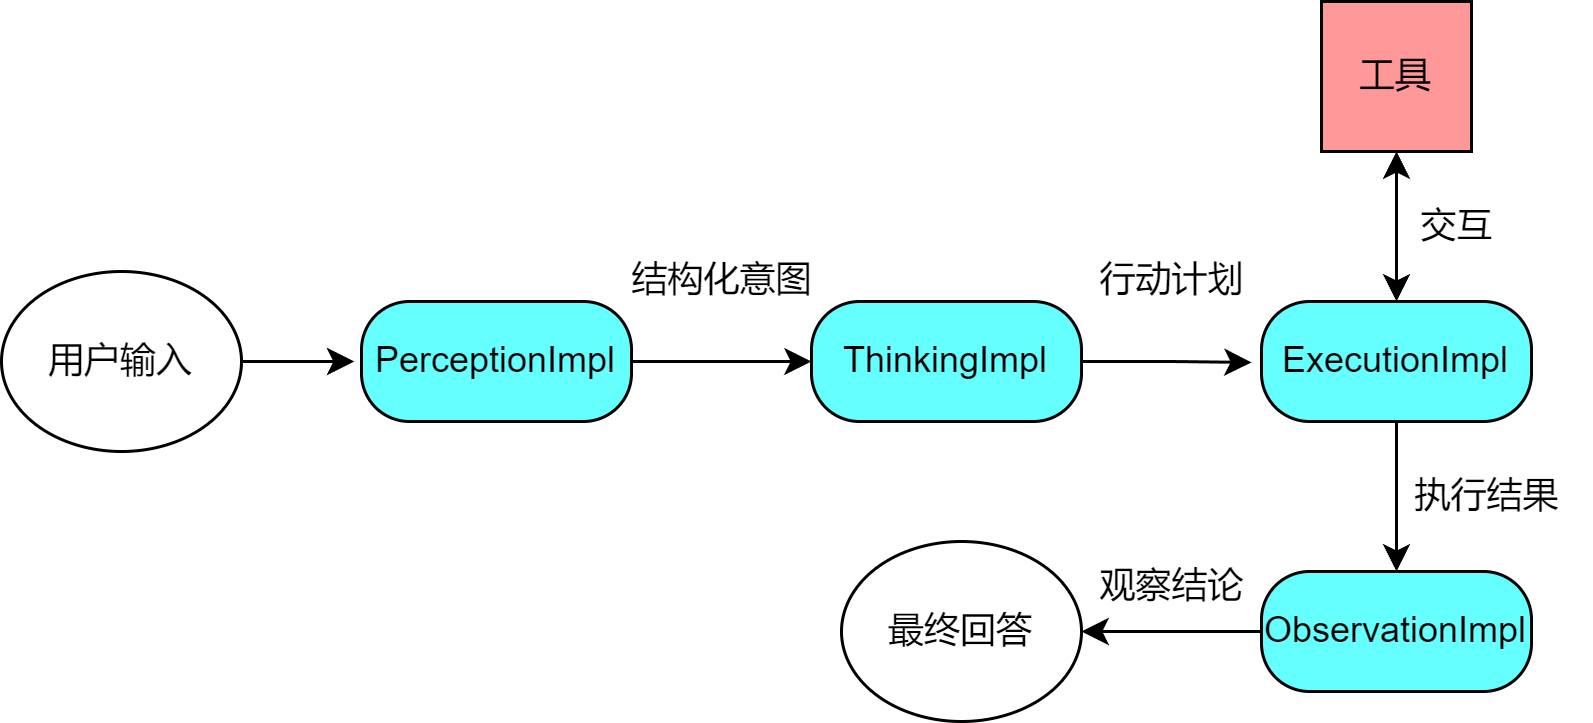 工具
交互
结构化意图
行动计划
用户输入
PerceptionImpl
ThinkingImpl
ExecutionImpl
执行结果
观察结论
最终回答
ObservationImpl